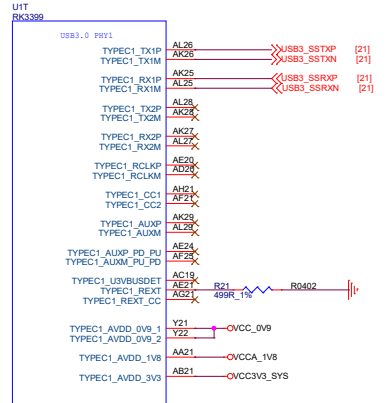 U1T
RK3399
USB3.0 PHY1
TYPEC1_TX1P AL26 USB3_SSTXP [21]
TYPEC1_TX1M AK26 USB3_SSTXN [21]
TYPEC1_RX1P AK25 USB3_SSRXP [21]
TYPEC1_RX1M AL25 USB3_SSRXN [21]
TYPEC1_TX2P AL28
TYPEC1_TX2M AK28
TYPEC1_RX2P AK27
TYPEC1_RX2M AL27
TYPEC1_RCLKP AE20
TYPEC1_RCLKM AD20
TYPEC1_CC1 AH21
TYPEC1_CC2 AF21
TYPEC1_AUXP AK29
TYPEC1_AUXM AL29
TYPEC1_AUXP_PD_PU AE24
TYPEC1_AUXM_PU_PD AF25
TYPEC1_U3VBUSDET AC19
TYPEC1_REXT AE21 R21 R0402
TYPEC1_REXT_CC AG21 499R_1%
TYPEC1_AVDD_0V9_1 Y21 VCC_0V9
TYPEC1_AVDD_0V9_2 Y22
TYPEC1_AVDD_1V8 AA21 VCCA_1V8
TYPEC1_AVDD_3V3 AB21 VCC3V3_SYS